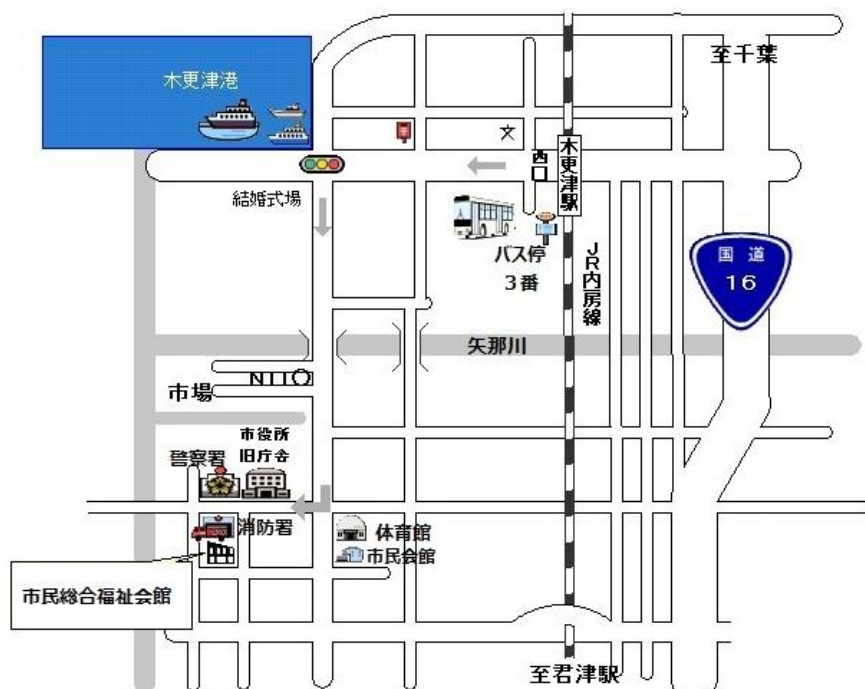 至千葉
木更津港
文
西口
木更津駅
結婚式場
バス停
3番
JR内房線
国道
16
矢那川
NTT
市場
市役所
旧庁舎
警察署
消防署
体育館
市民会館
市民総合福祉会館
至君津駅